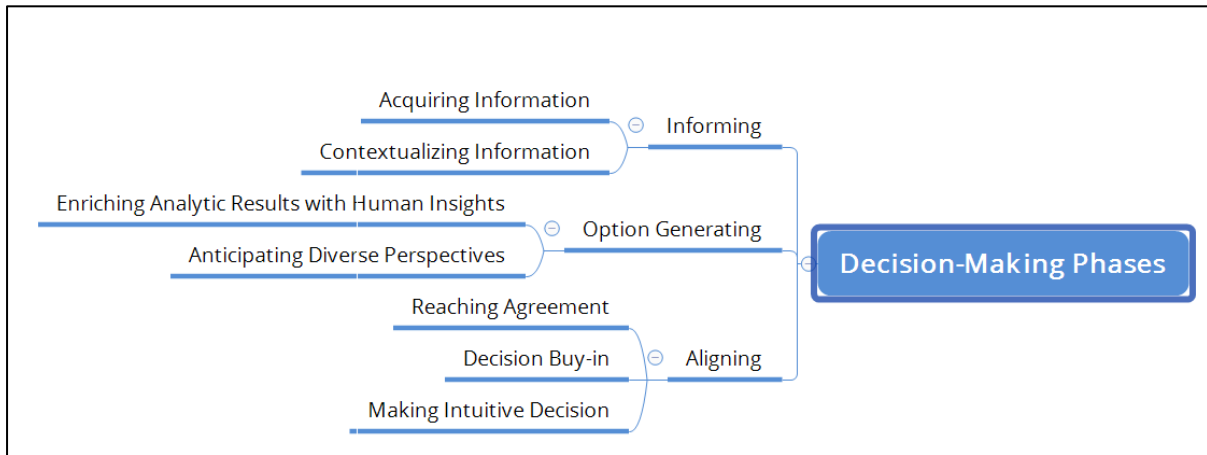 Acquiring Information
Informing
Contextualizing Information
Enriching Analytic Results with Human Insights
Option Generating
Anticipating Diverse Perspectives
Decision-Making Phases
Reaching Agreement
Decision Buy-in
Aligning
Making Intuitive Decision